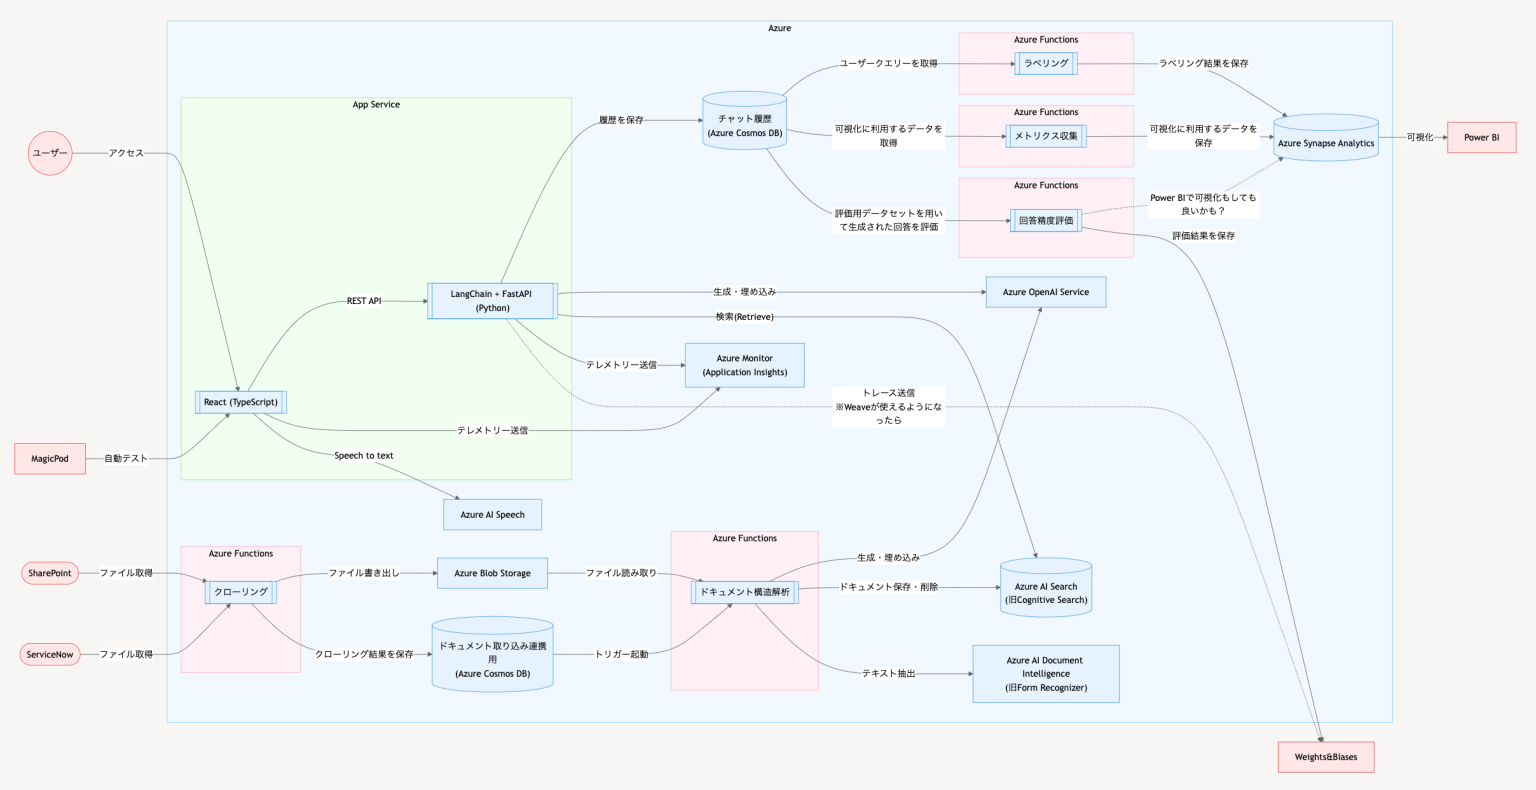 Azure
Azure Functions
ユーザークエリーを取得
ラベリング
ラベリング結果を保存
App Service
チャット履歴
(Azure Cosmos DB)
履歴を保存
Azure Functions
可視化に利用するデータを
取得
メトリクス収集
可視化に利用するデータを
保存
Azure Synapse Analytics
可視化
Power BI
ユーザー
アクセス
Azure Functions
評価用データセットを用い
て生成された回答を評価
回答精度評価
Power BIで可視化もしても
良いかも？
評価結果を保存
REST API
LangChain + FastAPI
(Python)
生成・埋め込み
Azure OpenAI Service
検索(Retrieve)
テレメトリー送信
Azure Monitor
(Application Insights)
トレース送信
※Weaveが使えるようにな
ったら
React (TypeScript)
テレメトリー送信
MagicPod
自動テスト
Speech to text
Azure AI Speech
Azure Functions
SharePoint
ファイル取得
クローリング
ファイル書き出し
Azure Blob Storage
ファイル読み取り
Azure Functions
ドキュメント構造解析
生成・埋め込み
ドキュメント保存・削除
Azure AI Search
(旧Cognitive Search)
ServiceNow
ファイル取得
クローリング結果を保存
ドキュメント取り込み連携
用
(Azure Cosmos DB)
トリガー起動
テキスト抽出
Azure AI Document
Intelligence
(旧Form Recognizer)
Weights&Biases